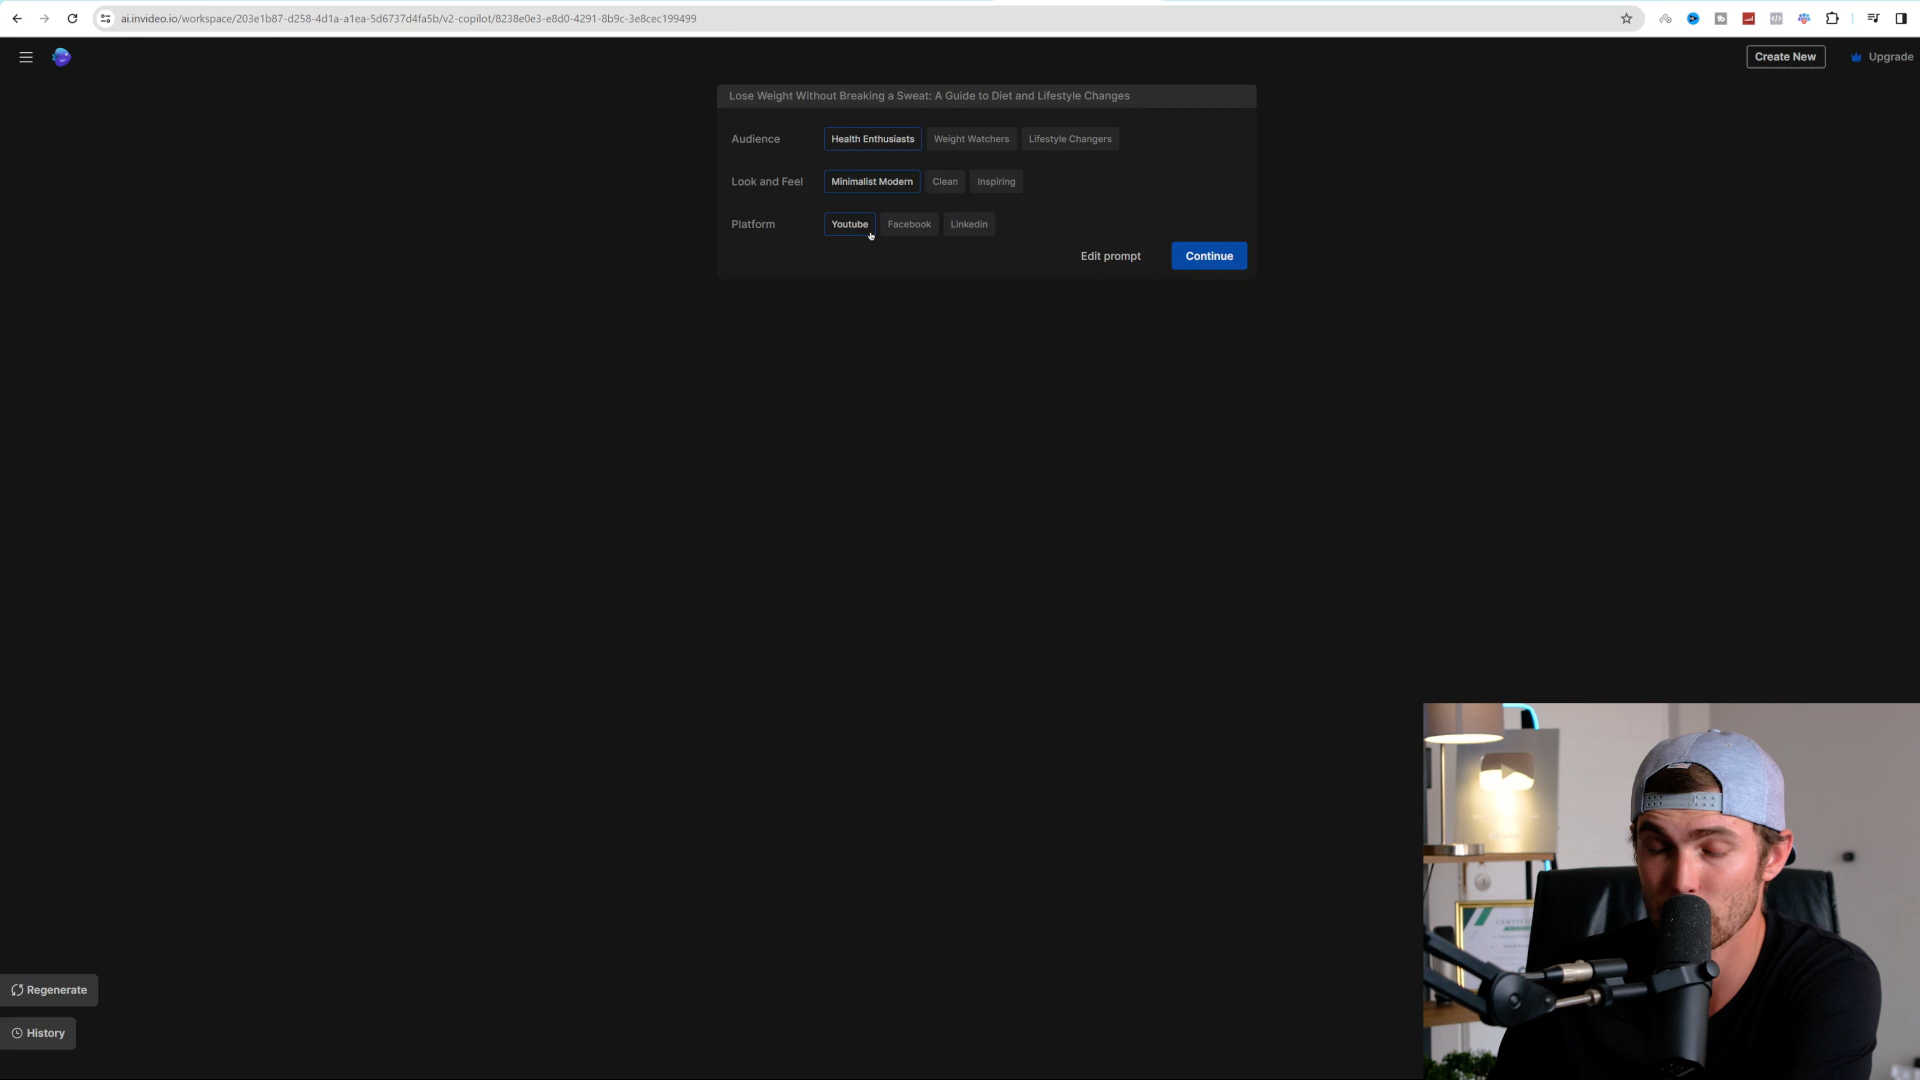 ai.invideo.io/workspace/203e1b87-d258-4d1a-a1ea-5d6737d4fa5b/v2-copilot/8238e0e3-e8d0-4291-8b9c-3e8cec199499
Create New
Upgrade
Lose Weight Without Breaking a Sweat: A Guide to Diet and Lifestyle Changes
Audience Health Enthusiasts Weight Watchers Lifestyle Changers
Look and Feel Minimalist Modern Clean Inspiring
Platform Youtube Facebook Linkedin
Edit prompt Continue
Regenerate
History